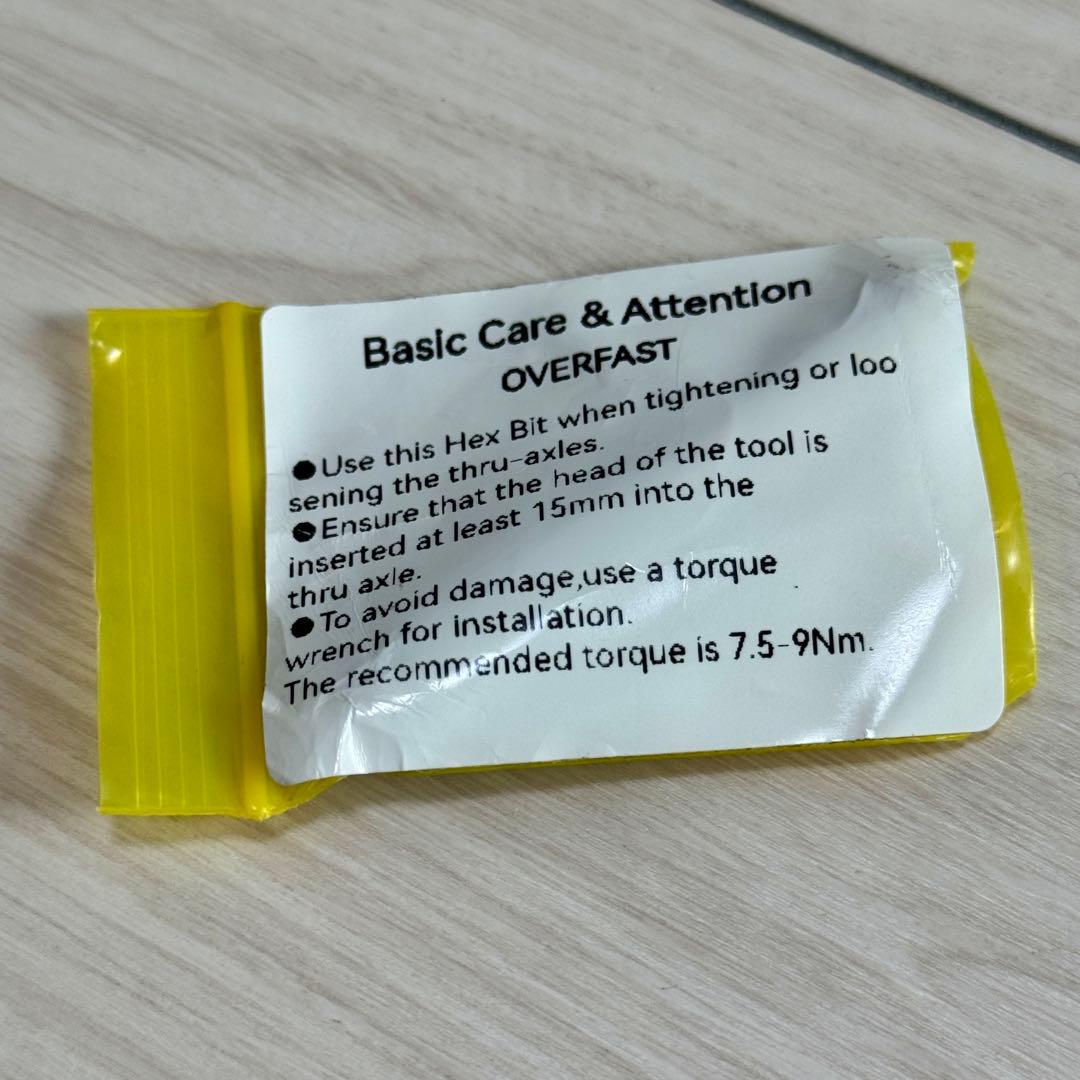 Basic Care & Attention
OVERFAST
●Use this Hex Bit when tightening or loo
sening the thru-axles.
●Ensure that the head of the tool is
inserted at least 15mm into the
thru axle.
●To avoid damage,use a torque
wrench for installation.
The recommended torque is 7.5-9Nm.